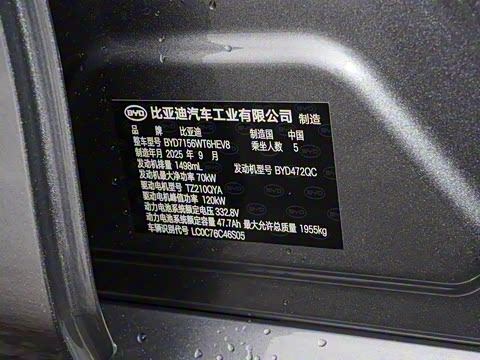 BYD 比亚迪汽车工业有限公司 制造
品 牌 比亚迪 制造国 中国
整车型号 BYD7156WT6HEV8 乘坐人数 5
制造年月 2025 年 9 月
发动机排量 1498mL 发动机型号 BYD472QC
发动机最大净功率 70kW
驱动电机型号 TZ210QYA
驱动电机峰值功率 120kW
动力电池系统额定电压 332.8V
动力电池系统额定容量 47.7Ah 最大允许总质量 1955kg
车辆识别代号 LC0C76C46S05